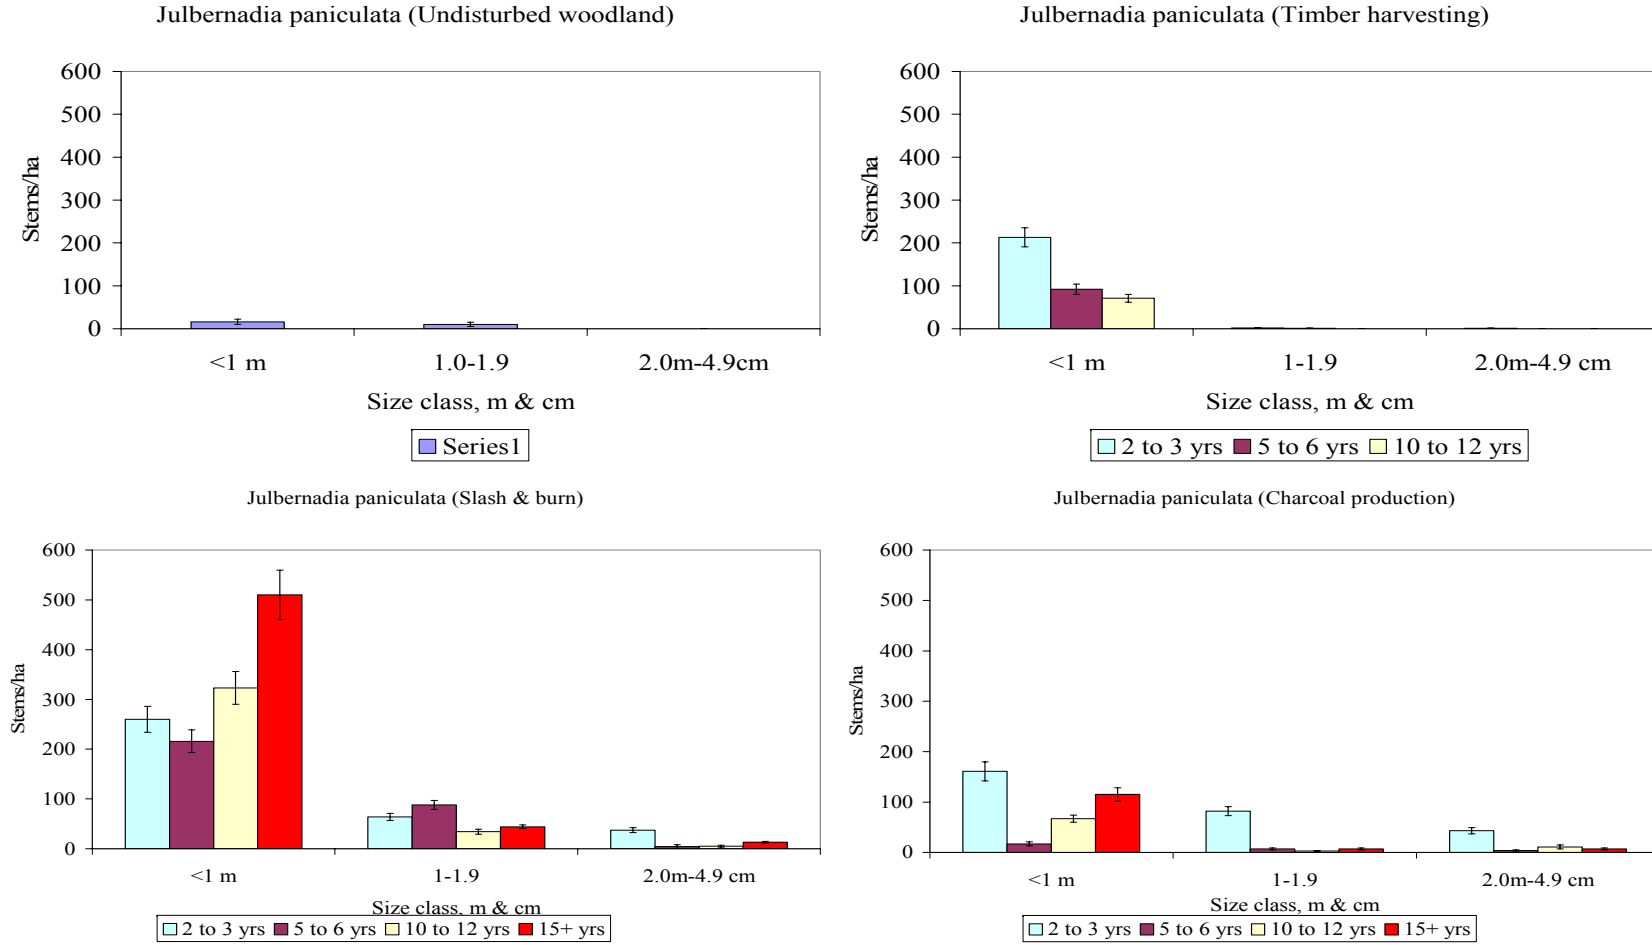 Julbernadia paniculata (Undisturbed woodland)
600
500
400
300
200
100
0
Stems/ha
<1 m 1.0-1.9 2.0m-4.9cm
Size class, m & cm
Series1
Julbernadia paniculata (Timber harvesting)
600
500
400
300
200
100
0
Stems/ha
<1 m 1-1.9 2.0m-4.9 cm
Size class, m & cm
2 to 3 yrs 5 to 6 yrs 10 to 12 yrs
Julbernadia paniculata (Slash & burn)
600
500
400
300
200
100
0
Stems/ha
<1 m 1-1.9 2.0m-4.9 cm
Size class, m & cm
2 to 3 yrs 5 to 6 yrs 10 to 12 yrs 15+ yrs
Julbernadia paniculata (Charcoal production)
600
500
400
300
200
100
0
Stems/ha
<1 m 1-1.9 2.0m-4.9 cm
Size class, m & cm
2 to 3 yrs 5 to 6 yrs 10 to 12 yrs 15+ yrs